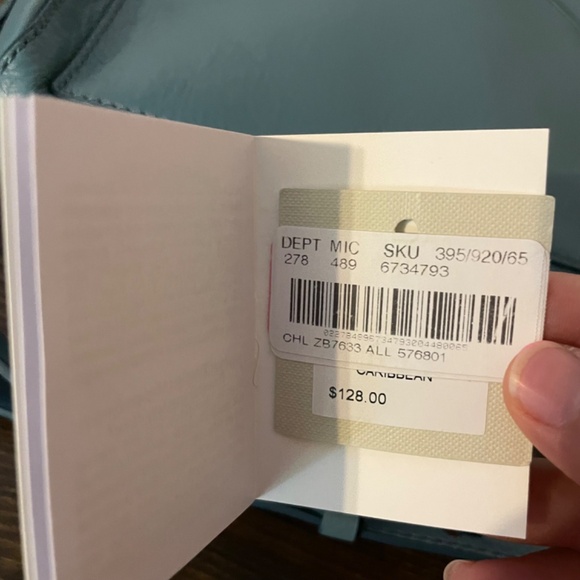 DEPT MIC SKU 395/920/65
278 489 6734793
CHL ZB7633 ALL 576801
CARIBBEAN
$128.00